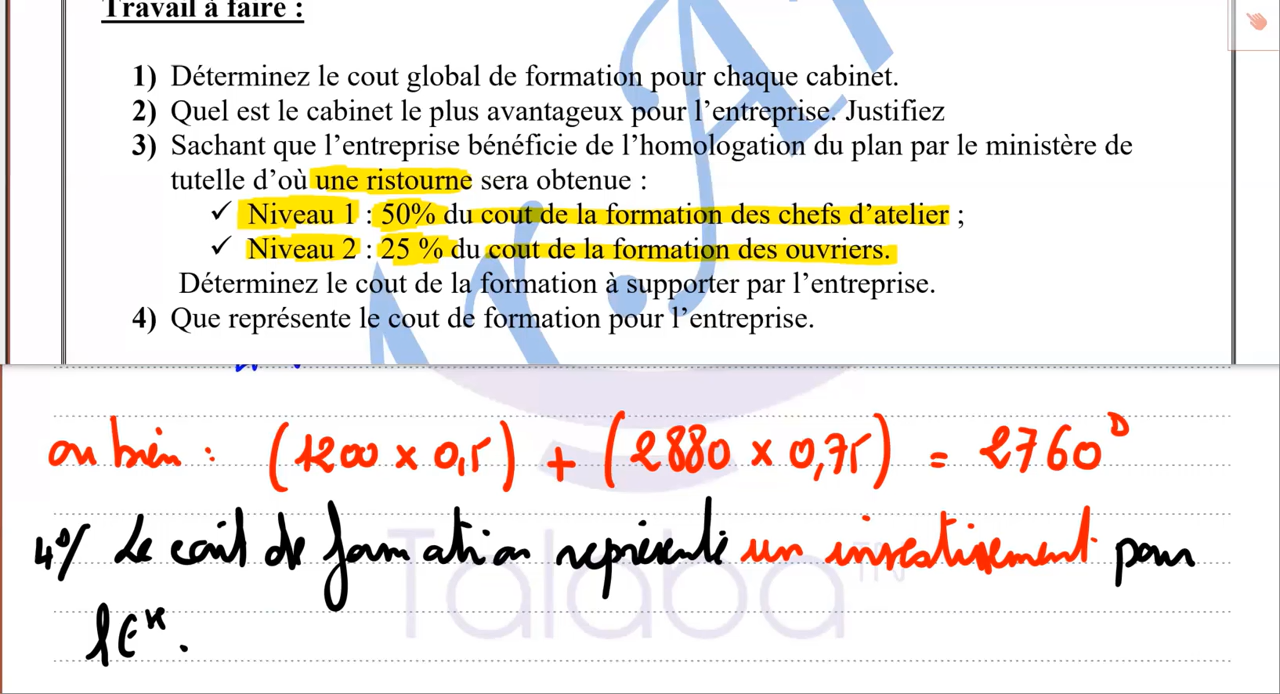 Travail à faire :
1) Déterminez le cout global de formation pour chaque cabinet.
2) Quel est le cabinet le plus avantageux pour l'entreprise. Justifiez
3) Sachant que l'entreprise bénéficie de l'homologation du plan par le ministère de
tutelle d'où une ristourne sera obtenue :
✓ Niveau 1 : 50% du cout de la formation des chefs d'atelier ;
✓ Niveau 2 : 25 % du cout de la formation des ouvriers.
Déterminez le cout de la formation à supporter par l'entreprise.
4) Que représente le cout de formation pour l'entreprise.
ou bien : (1200 x 0,5) + (2880 x 0,75) = 2760 D
4°/ Le coût de formation représente un investissement pour
l'Ese.
Talaba